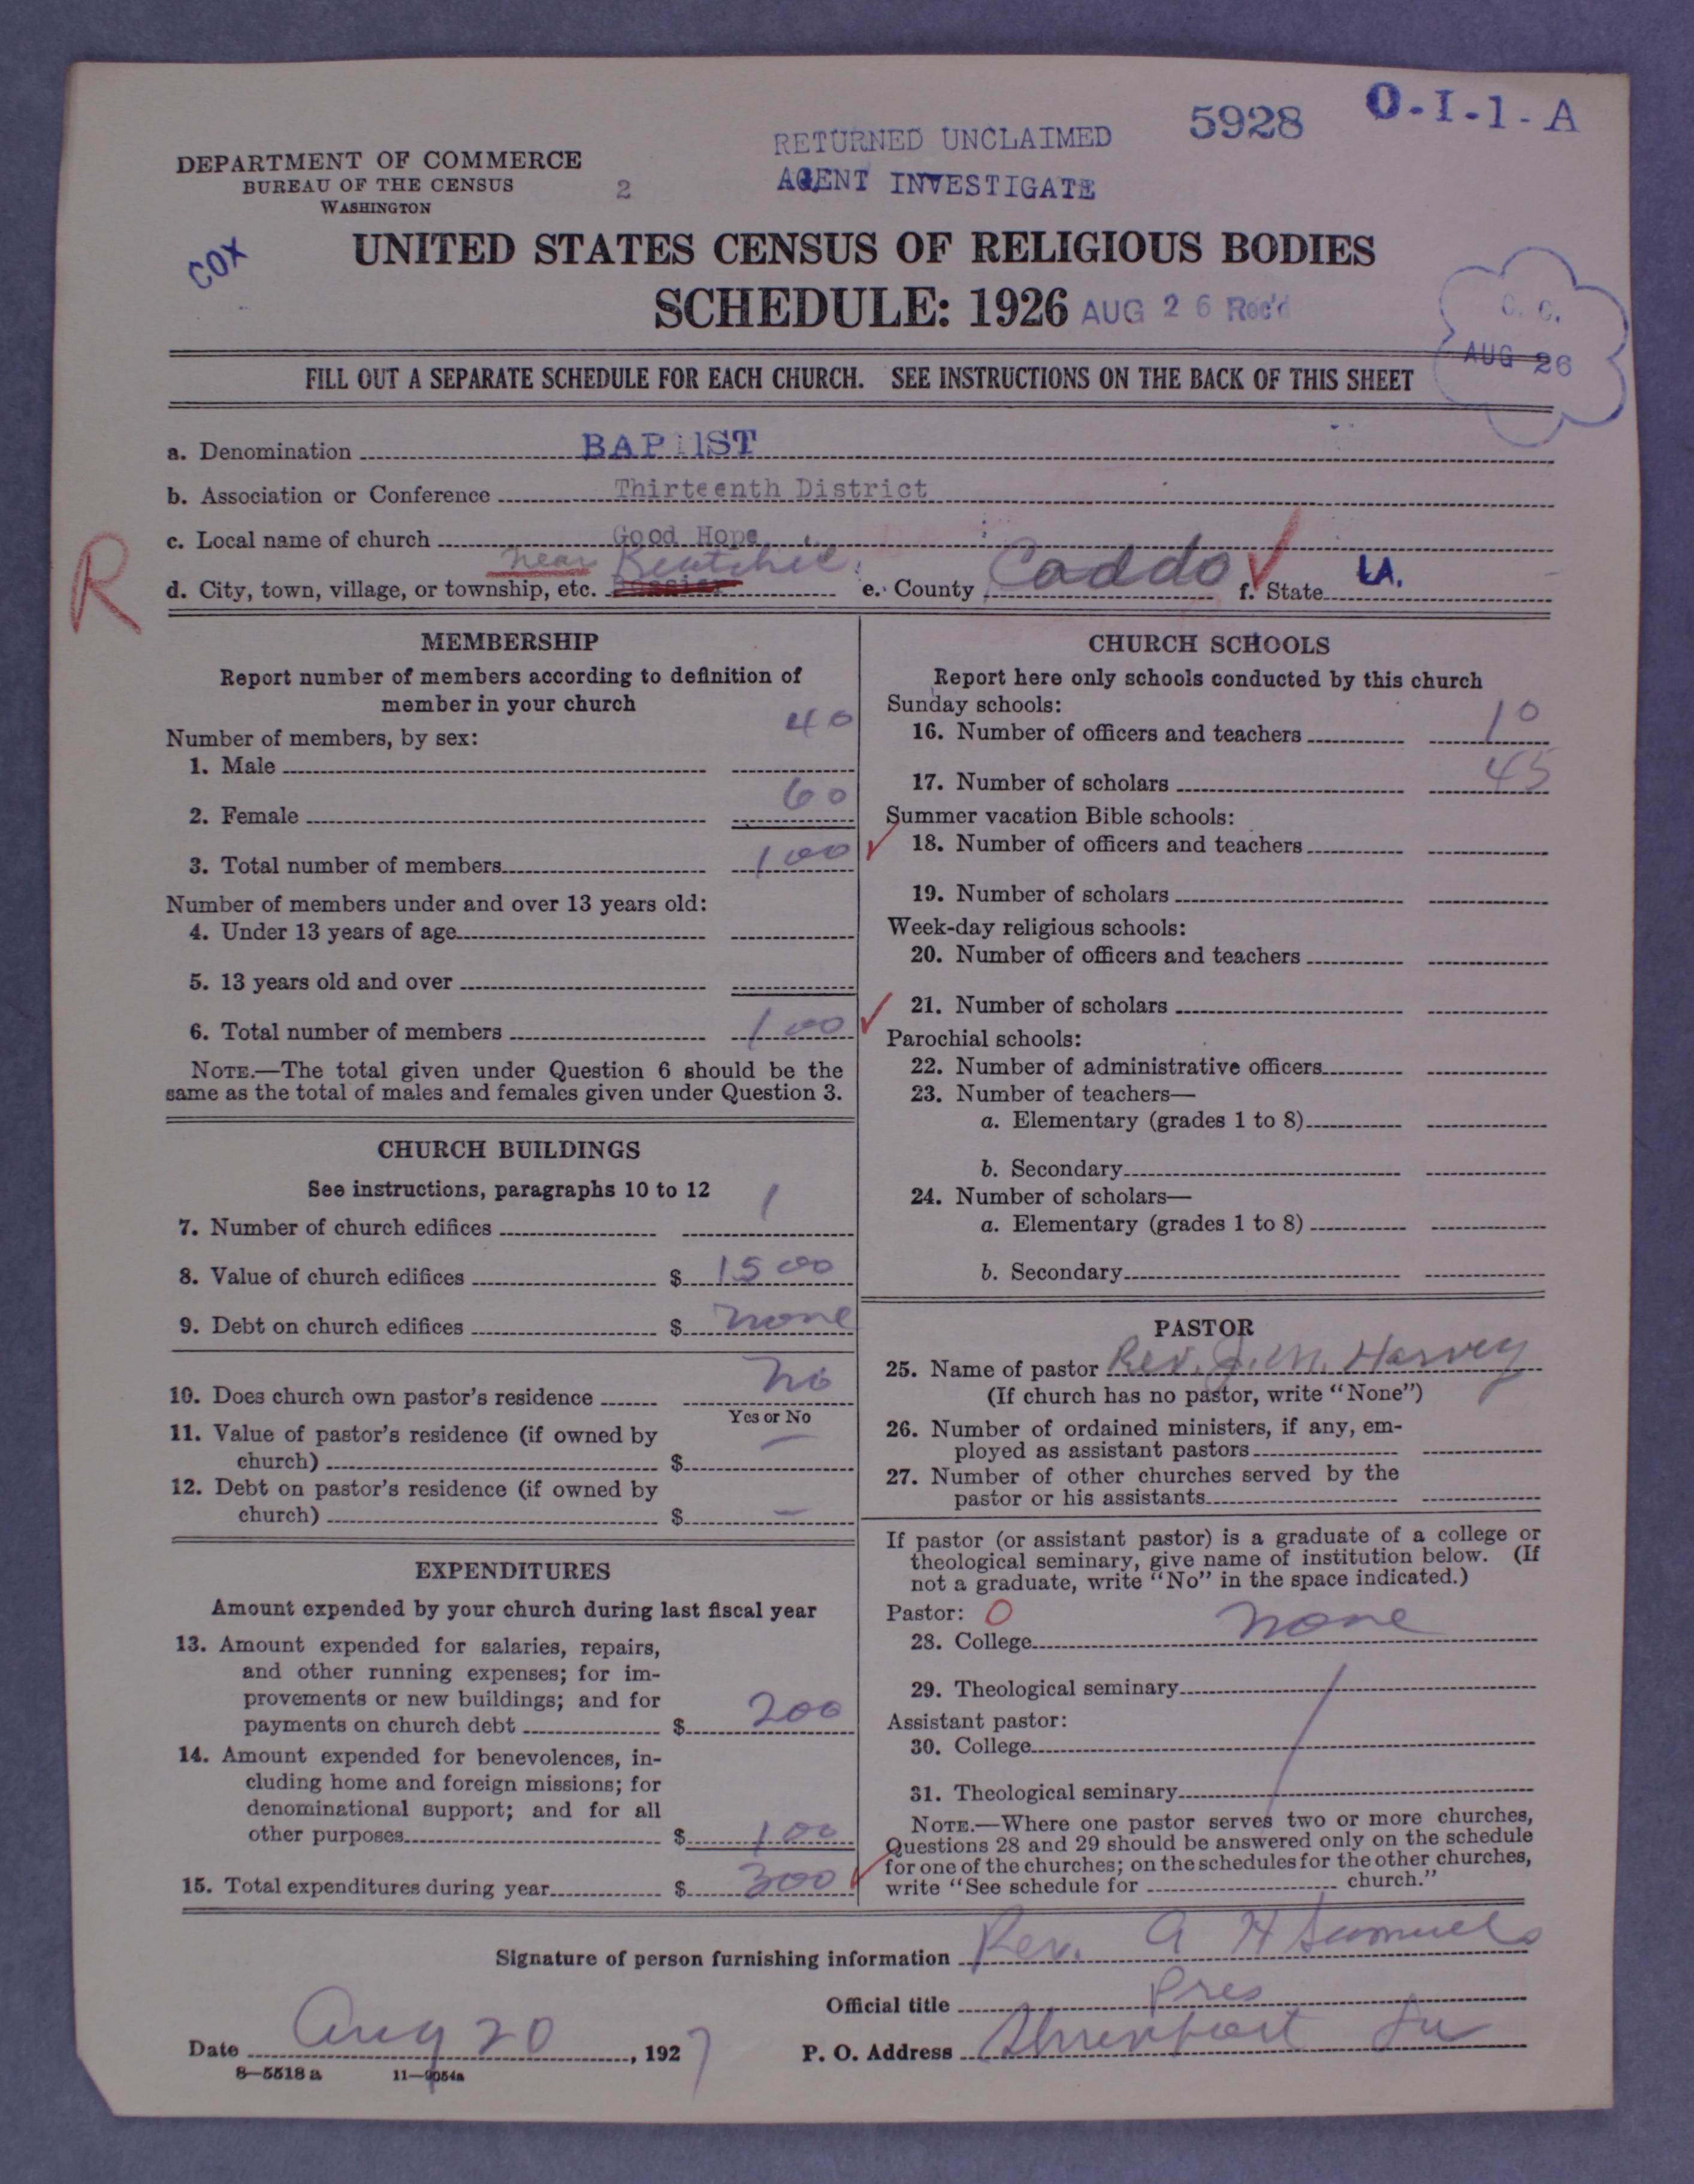 5928 O-I-1-A
RETURNED UNCLAIMED
AGENT INVESTIGATE
DEPARTMENT OF COMMERCE
BUREAU OF THE CENSUS
WASHINGTON
2
COX
UNITED STATES CENSUS OF RELIGIOUS BODIES
SCHEDULE: 1926 AUG 26 Rec'd
C. C.
AUG 26
FILL OUT A SEPARATE SCHEDULE FOR EACH CHURCH. SEE INSTRUCTIONS ON THE BACK OF THIS SHEET
a. Denomination BAPTIST
b. Association or Conference Thirteenth District
c. Local name of church Good Hope
R
near
d. City, town, village, or township, etc. e. County Caddo f. State LA.
MEMBERSHIP
Report number of members according to definition of
member in your church
Number of members, by sex:
1. Male 40
2. Female 60
3. Total number of members 100
Number of members under and over 13 years old:
4. Under 13 years of age
5. 13 years old and over
6. Total number of members 100
NOTE.—The total given under Question 6 should be the
same as the total of males and females given under Question 3.
CHURCH BUILDINGS
See instructions, paragraphs 10 to 12
7. Number of church edifices 1
8. Value of church edifices $ 1500
9. Debt on church edifices $ none
10. Does church own pastor's residence No
Yes or No
11. Value of pastor's residence (if owned by
church) $ —
12. Debt on pastor's residence (if owned by
church) $ —
EXPENDITURES
Amount expended by your church during last fiscal year
13. Amount expended for salaries, repairs,
and other running expenses; for im-
provements or new buildings; and for
payments on church debt $ 200
14. Amount expended for benevolences, in-
cluding home and foreign missions; for
denominational support; and for all
other purposes $ 100
15. Total expenditures during year $ 300
CHURCH SCHOOLS
Report here only schools conducted by this church
Sunday schools:
16. Number of officers and teachers 10
17. Number of scholars 45
Summer vacation Bible schools:
18. Number of officers and teachers
19. Number of scholars
Week-day religious schools:
20. Number of officers and teachers
21. Number of scholars
Parochial schools:
22. Number of administrative officers
23. Number of teachers—
a. Elementary (grades 1 to 8)
b. Secondary
24. Number of scholars—
a. Elementary (grades 1 to 8)
b. Secondary
PASTOR
25. Name of pastor Rev. J. M. Harvey
(If church has no pastor, write "None")
26. Number of ordained ministers, if any, em-
ployed as assistant pastors
27. Number of other churches served by the
pastor or his assistants
If pastor (or assistant pastor) is a graduate of a college or
theological seminary, give name of institution below. (If
not a graduate, write "No" in the space indicated.)
Pastor: O
28. College none
29. Theological seminary
Assistant pastor:
30. College
31. Theological seminary
NOTE.—Where one pastor serves two or more churches,
Questions 28 and 29 should be answered only on the schedule
for one of the churches; on the schedules for the other churches,
write "See schedule for church."
Signature of person furnishing information Rev. A H Samuels
Official title Pres
Date Aug 20, 1927 P. O. Address Shreveport La
8—5518 a 11—9054a